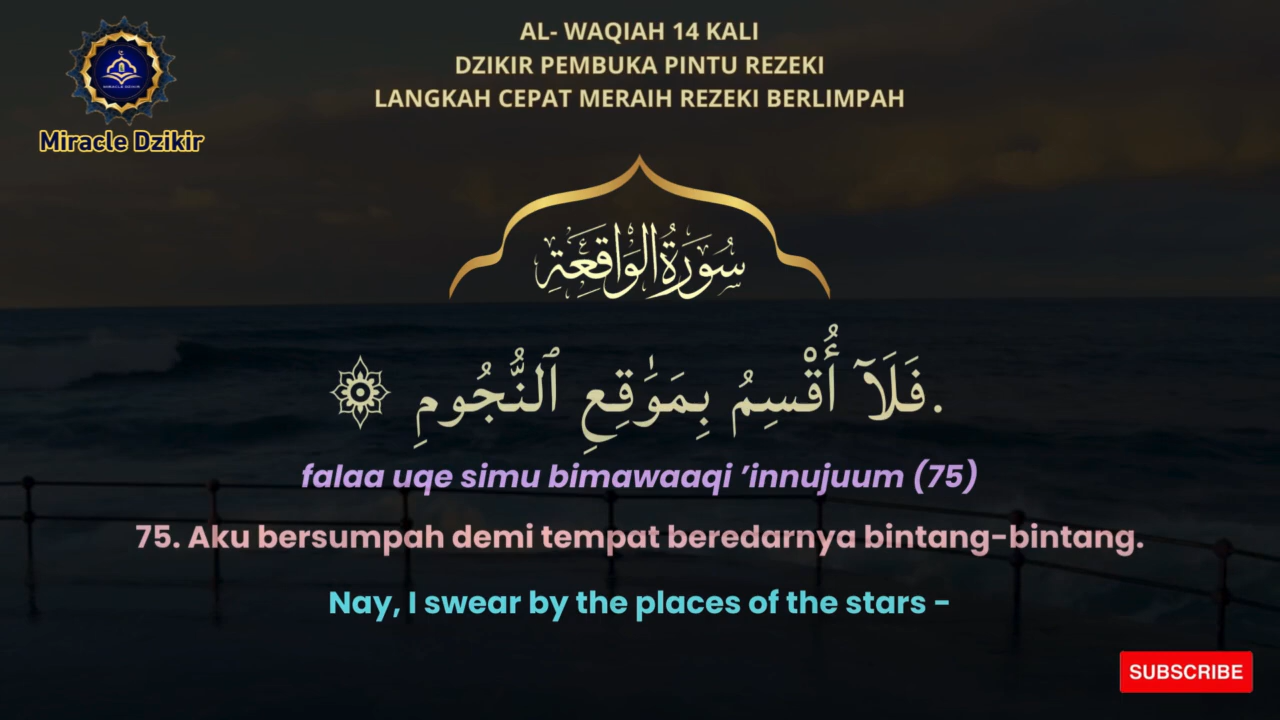 AL- WAQIAH 14 KALI
DZIKIR PEMBUKA PINTU REZEKI
LANGKAH CEPAT MERAIH REZEKI BERLIMPAH
Miracle Dzikir
سُورَةُ الْوَاقِعَةِ
فَلَآ أُقْسِمُ بِمَوَٰقِعِ ٱلنُّجُومِ.
falaa uqe simu bimawaaqi ’innujuum (75)
75. Aku bersumpah demi tempat beredarnya bintang-bintang.
Nay, I swear by the places of the stars -
SUBSCRIBE